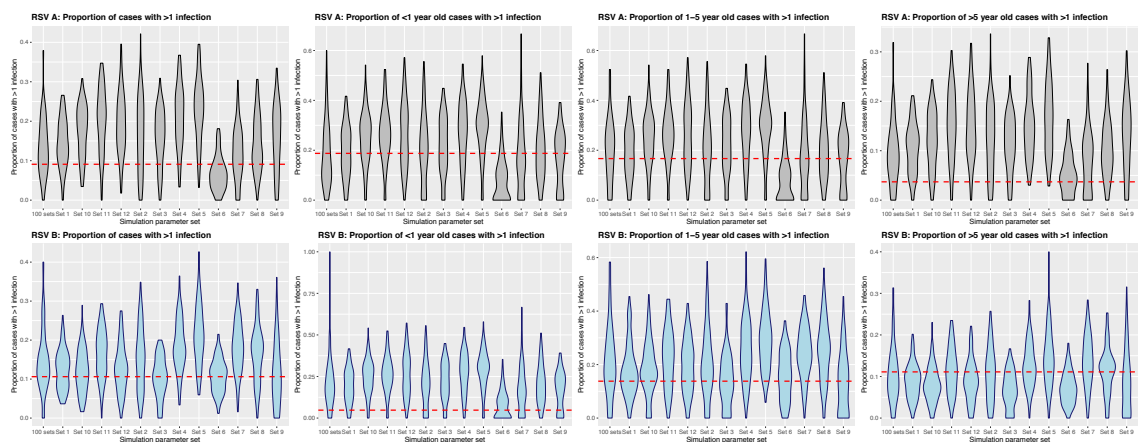 RSV A: Proportion of cases with >1 infection
Proportion of cases with >1 infection
0.4
0.3
0.2
0.1
0.0
100 sets Set 1 Set 10 Set 11 Set 12 Set 2 Set 3 Set 4 Set 5 Set 6 Set 7 Set 8 Set 9
Simulation parameter set
RSV A: Proportion of <1 year old cases with >1 infection
Proportion of cases with >1 infection
0.6
0.4
0.2
0.0
100 sets Set 1 Set 10 Set 11 Set 12 Set 2 Set 3 Set 4 Set 5 Set 6 Set 7 Set 8 Set 9
Simulation parameter set
RSV A: Proportion of 1–5 year old cases with >1 infection
Proportion of cases with >1 infection
0.6
0.4
0.2
0.0
100 sets Set 1 Set 10 Set 11 Set 12 Set 2 Set 3 Set 4 Set 5 Set 6 Set 7 Set 8 Set 9
Simulation parameter set
RSV A: Proportion of >5 year old cases with >1 infection
Proportion of cases with >1 infection
0.3
0.2
0.1
0.0
100 sets Set 1 Set 10 Set 11 Set 12 Set 2 Set 3 Set 4 Set 5 Set 6 Set 7 Set 8 Set 9
Simulation parameter set
RSV B: Proportion of cases with >1 infection
Proportion of cases with >1 infection
0.4
0.3
0.2
0.1
0.0
100 sets Set 1 Set 10 Set 11 Set 12 Set 2 Set 3 Set 4 Set 5 Set 6 Set 7 Set 8 Set 9
Simulation parameter set
RSV B: Proportion of <1 year old cases with >1 infection
Proportion of cases with >1 infection
1.00
0.75
0.50
0.25
0.00
100 sets Set 1 Set 10 Set 11 Set 12 Set 2 Set 3 Set 4 Set 5 Set 6 Set 7 Set 8 Set 9
Simulation parameter set
RSV B: Proportion of 1–5 year old cases with >1 infection
Proportion of cases with >1 infection
0.6
0.4
0.2
0.0
100 sets Set 1 Set 10 Set 11 Set 12 Set 2 Set 3 Set 4 Set 5 Set 6 Set 7 Set 8 Set 9
Simulation parameter set
RSV B: Proportion of >5 year old cases with >1 infection
Proportion of cases with >1 infection
0.4
0.3
0.2
0.1
0.0
100 sets Set 1 Set 10 Set 11 Set 12 Set 2 Set 3 Set 4 Set 5 Set 6 Set 7 Set 8 Set 9
Simulation parameter set